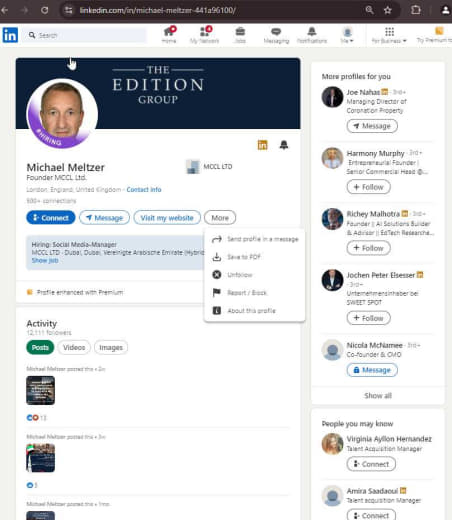 linkedin.com/in/michael-meltzer-441a96100/
in
Search
Home
My Network
Jobs
Messaging
Notifications
Me
For Business
Try Premium fo
THE
EDITION
GROUP
#HIRING
Michael Meltzer
Founder MCCL Ltd.
MCCL LTD
London, England, United Kingdom · Contact info
500+ connections
Connect
Message
Visit my website
More
Send profile in a message
Save to PDF
Unfollow
Report / Block
About this profile
Hiring: Social Media-Manager
MCCL LTD · Dubai, Dubai, Vereinigte Arabische Emirate (Hybrid
Show job
Profile enhanced with Premium
Activity
12,111 followers
Posts
Videos
Images
Michael Meltzer posted this • 2w
13
Michael Meltzer posted this • 3w
5
Michael Meltzer posted this • 1mo
More profiles for you
Joe Nahas in · 3rd+
Managing Director of
Coronation Property
Message
Harmony Murphy · 3rd+
Entrepreneurial Founder |
Senior Commercial Head @...
Follow
Richey Malhotra in · 3rd+
Founder || AI Solutions Builder
& Advisor || EdTech Researche...
Follow
Jochen Peter Elsesser in
· 3rd+
Unternehmensinhaber bei
SWEET SPOT
Follow
Nicola McNamee · 3rd+
Co-founder & CMO
Message
Show all
People you may know
Virginia Ayllon Hernandez
Talent Acquisition Manager
Connect
Amira Saadaoui in
Talent acquisition Manager
Connect